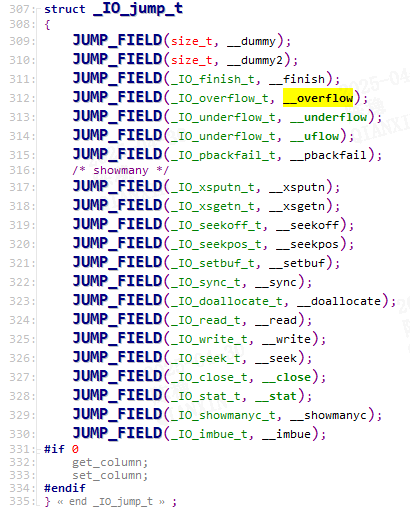 307: struct _IO_jump_t
308: {
309: JUMP_FIELD(size_t, __dummy);
310: JUMP_FIELD(size_t, __dummy2);
311: JUMP_FIELD(_IO_finish_t, __finish);
312: JUMP_FIELD(_IO_overflow_t, __overflow);
313: JUMP_FIELD(_IO_underflow_t, __underflow);
314: JUMP_FIELD(_IO_underflow_t, __uflow);
315: JUMP_FIELD(_IO_pbackfail_t, __pbackfail);
316: /* showmany */
317: JUMP_FIELD(_IO_xsputn_t, __xsputn);
318: JUMP_FIELD(_IO_xsgetn_t, __xsgetn);
319: JUMP_FIELD(_IO_seekoff_t, __seekoff);
320: JUMP_FIELD(_IO_seekpos_t, __seekpos);
321: JUMP_FIELD(_IO_setbuf_t, __setbuf);
322: JUMP_FIELD(_IO_sync_t, __sync);
323: JUMP_FIELD(_IO_doallocate_t, __doallocate);
324: JUMP_FIELD(_IO_read_t, __read);
325: JUMP_FIELD(_IO_write_t, __write);
326: JUMP_FIELD(_IO_seek_t, __seek);
327: JUMP_FIELD(_IO_close_t, __close);
328: JUMP_FIELD(_IO_stat_t, __stat);
329: JUMP_FIELD(_IO_showmanyc_t, __showmanyc);
330: JUMP_FIELD(_IO_imbue_t, __imbue);
331: #if 0
332: get_column;
333: set_column;
334: #endif
335: } « end _IO_jump_t » ;